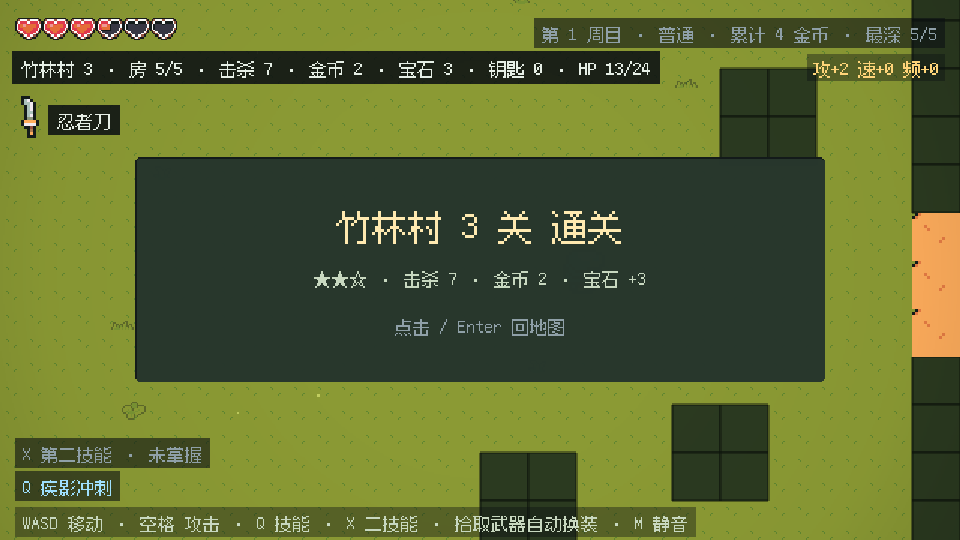 第 1 周目 · 普通 · 累计 4 金币 · 最深 5/5
竹林村 3 · 房 5/5 · 击杀 7 · 金币 2 · 宝石 3 · 钥匙 0 · HP 13/24
攻+2 速+0 频+0
忍者刀
竹林村 3 关 通关
★★☆ · 击杀 7 · 金币 2 · 宝石 +3
点击 / Enter 回地图
X 第二技能 · 未掌握
Q 疾影冲刺
WASD 移动 · 空格 攻击 · Q 技能 · X 二技能 · 拾取武器自动换装 · M 静音